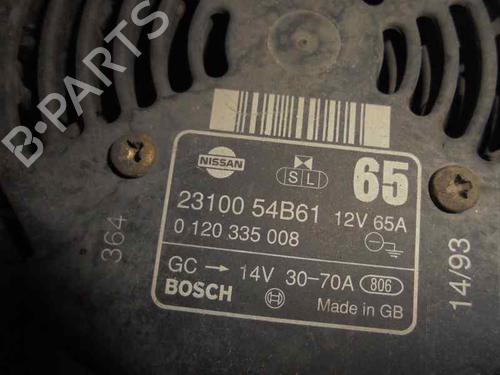 B-PARTS
NISSAN
S L
65
23100 54B61 12V 65A
0 120 335 008
GC → 14V 30-70A 806
BOSCH
Made in GB
364
14/93